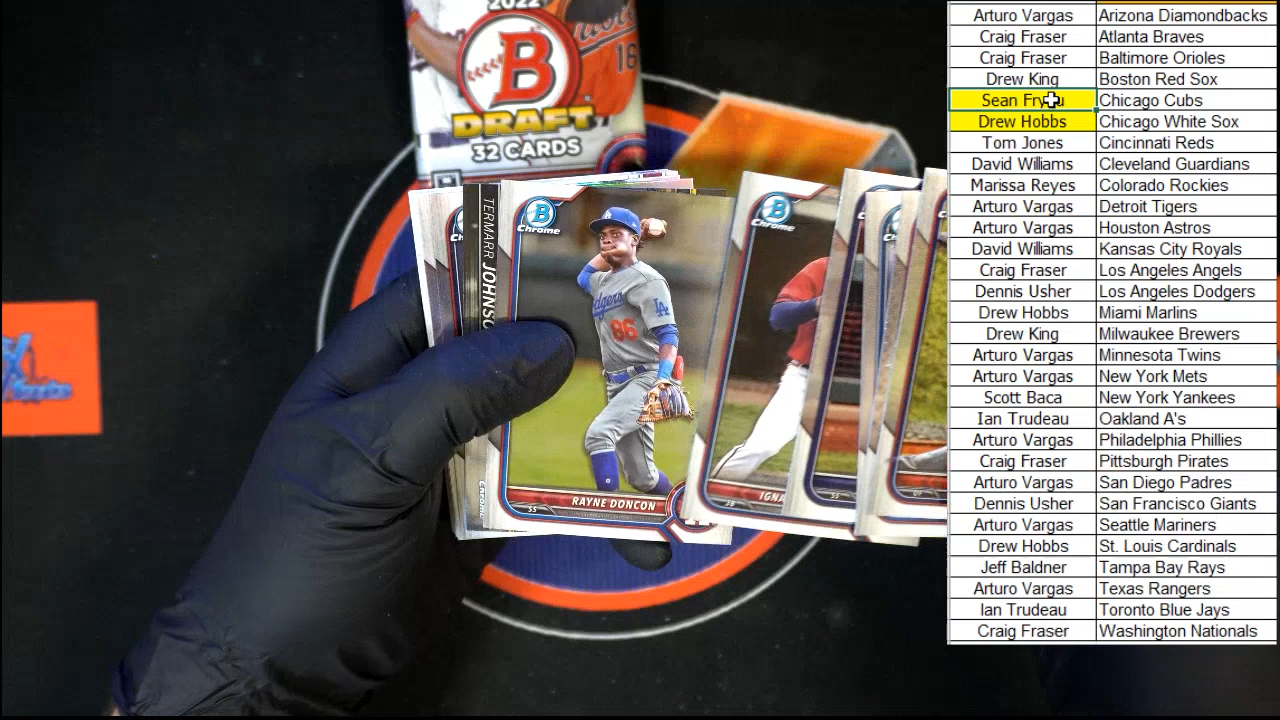 2022
B
DRAFT
32 CARDS
16
TERMARR JOHNSO
B
Chrome
Dodgers
LA
86
RAYNE DONCON
SS
Chrome
B
Chrome
IGNA
Arturo Vargas Arizona Diamondbacks
Craig Fraser Atlanta Braves
Craig Fraser Baltimore Orioles
Drew King Boston Red Sox
Sean Chicago Cubs
Drew Hobbs Chicago White Sox
Tom Jones Cincinnati Reds
David Williams Cleveland Guardians
Marissa Reyes Colorado Rockies
Arturo Vargas Detroit Tigers
Arturo Vargas Houston Astros
David Williams Kansas City Royals
Craig Fraser Los Angeles Angels
Dennis Usher Los Angeles Dodgers
Drew Hobbs Miami Marlins
Drew King Milwaukee Brewers
Arturo Vargas Minnesota Twins
Arturo Vargas New York Mets
Scott Baca New York Yankees
Ian Trudeau Oakland A's
Arturo Vargas Philadelphia Phillies
Craig Fraser Pittsburgh Pirates
Arturo Vargas San Diego Padres
Dennis Usher San Francisco Giants
Arturo Vargas Seattle Mariners
Drew Hobbs St. Louis Cardinals
Jeff Baldner Tampa Bay Rays
Arturo Vargas Texas Rangers
Ian Trudeau Toronto Blue Jays
Craig Fraser Washington Nationals